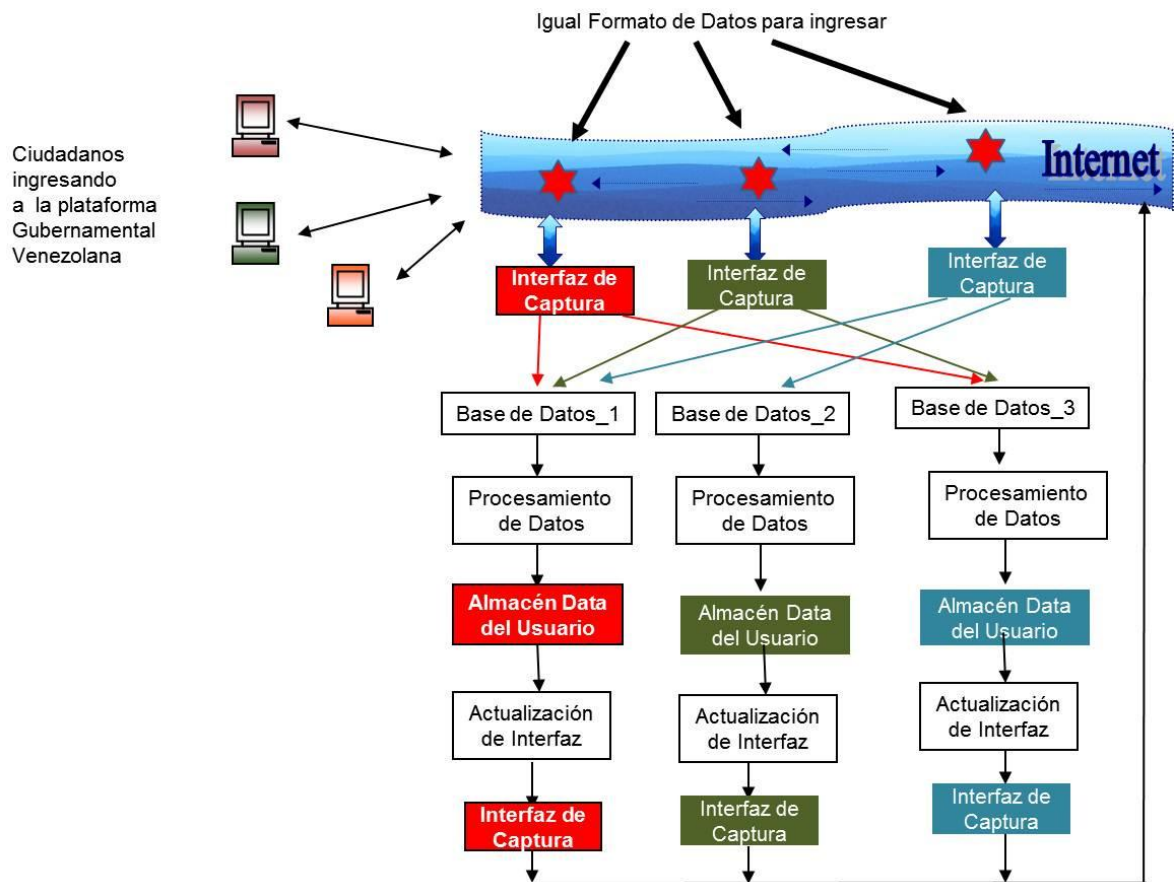 Igual Formato de Datos para ingresar
Ciudadanos
ingresando
a la plataforma
Gubernamental
Venezolana
Internet
Interfaz de
Captura
Interfaz de
Captura
Interfaz de
Captura
Base de Datos_1
Base de Datos_2
Base de Datos_3
Procesamiento
de Datos
Procesamiento
de Datos
Procesamiento
de Datos
Almacén Data
del Usuario
Almacén Data
del Usuario
Almacén Data
del Usuario
Actualización
de Interfaz
Actualización
de Interfaz
Actualización
de Interfaz
Interfaz de
Captura
Interfaz de
Captura
Interfaz de
Captura